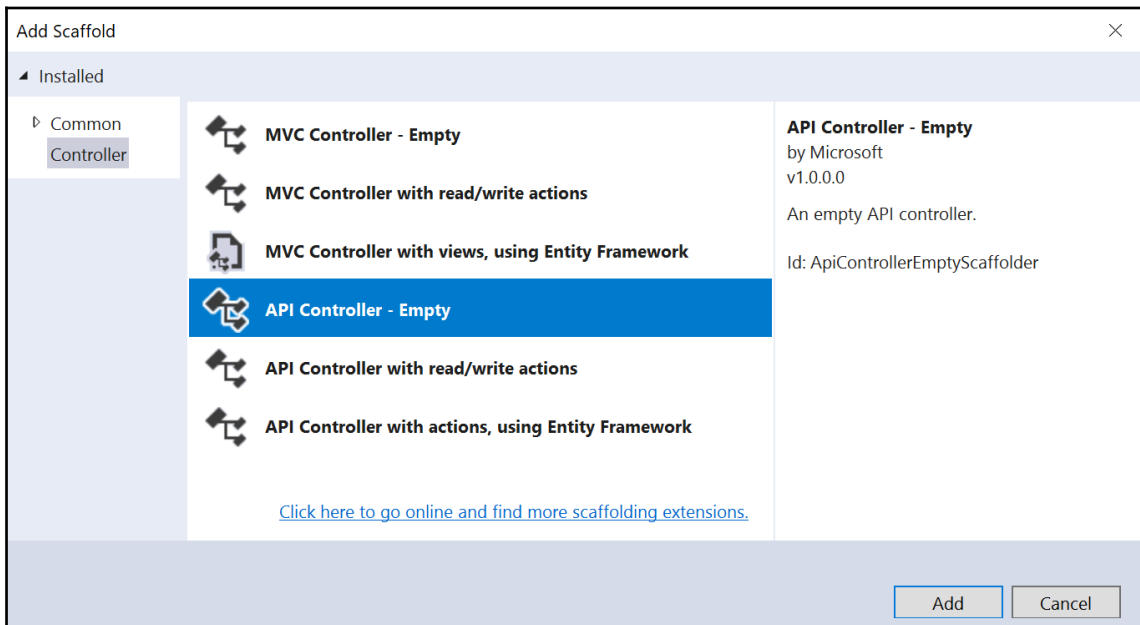 Add Scaffold
Installed
Common
Controller
MVC Controller - Empty
MVC Controller with read/write actions
MVC Controller with views, using Entity Framework
API Controller - Empty
API Controller with read/write actions
API Controller with actions, using Entity Framework
Click here to go online and find more scaffolding extensions.
API Controller - Empty
by Microsoft
v1.0.0.0
An empty API controller.
Id: ApiControllerEmptyScaffolder
Add
Cancel